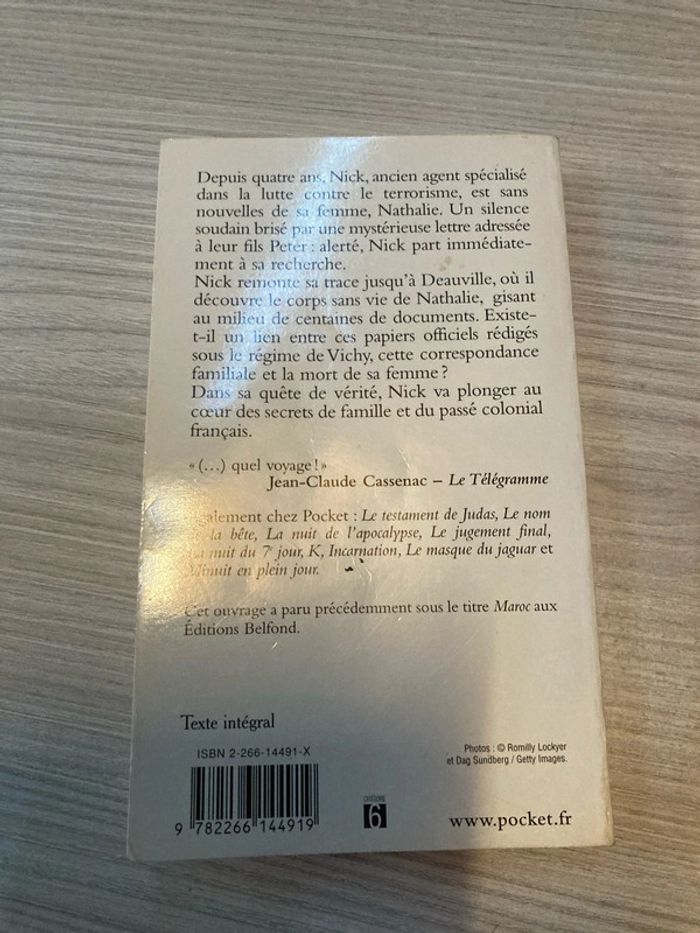 Depuis quatre ans, Nick, ancien agent spécialisé
dans la lutte contre le terrorisme, est sans
nouvelles de sa femme, Nathalie. Un silence
soudain brisé par une mystérieuse lettre adressée
à leur fils Peter : alerté, Nick part immédiate-
ment à sa recherche.
Nick remonte sa trace jusqu'à Deauville, où il
découvre le corps sans vie de Nathalie, gisant
au milieu de centaines de documents. Existe-
t-il un lien entre ces papiers officiels rédigés
sous le régime de Vichy, cette correspondance
familiale et la mort de sa femme ?
Dans sa quête de vérité, Nick va plonger au
cœur des secrets de famille et du passé colonial
français.
« (...) quel voyage ! »
Jean-Claude Cassenac – Le Télégramme
Également chez Pocket : Le testament de Judas, Le nom
de la bête, La nuit de l'apocalypse, Le jugement final,
La nuit du 7e jour, K, Incarnation, Le masque du jaguar et
Minuit en plein jour.
Cet ouvrage a paru précédemment sous le titre Maroc aux
Éditions Belfond.
Texte intégral
ISBN 2-266-14491-X
Photos : © Romilly Lockyer
et Dag Sundberg / Getty Images.
9 782266 144919
CATÉGORIE
6
www.pocket.fr